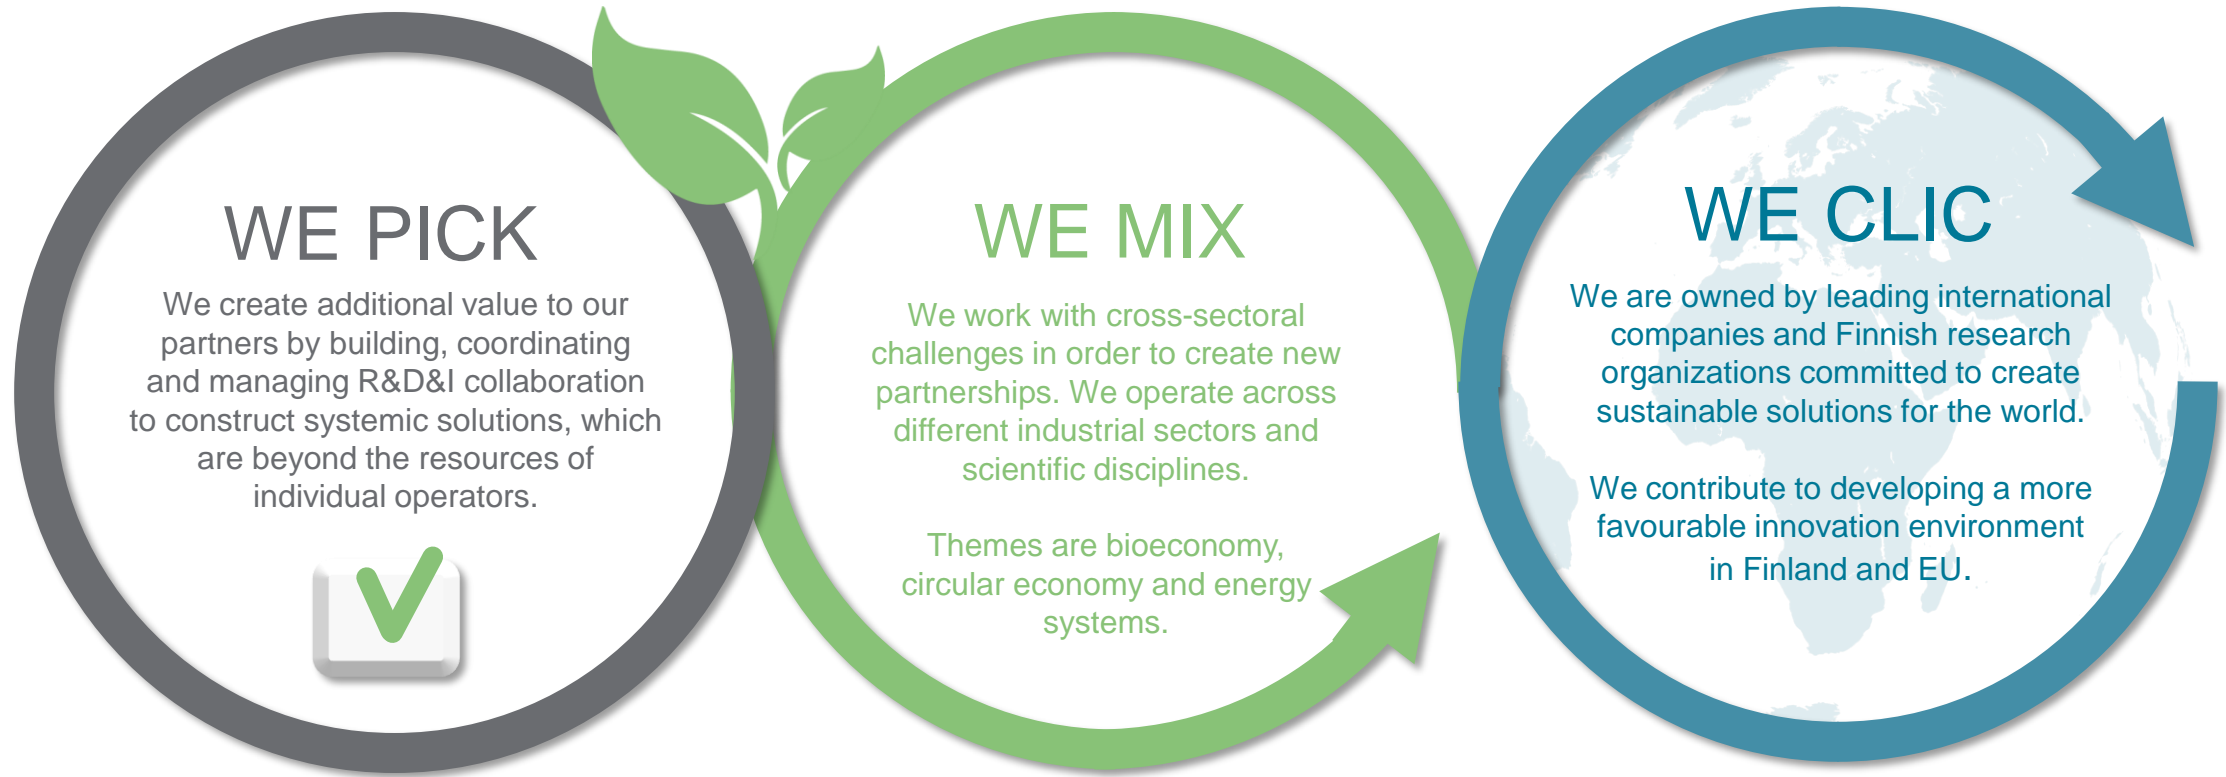 WE PICK
We create additional value to our
partners by building, coordinating
and managing R&D&I collaboration
to construct systemic solutions, which
are beyond the resources of
individual operators.
WE MIX
We work with cross-sectoral
challenges in order to create new
partnerships. We operate across
different industrial sectors and
scientific disciplines.
Themes are bioeconomy,
circular economy and energy
systems.
WE CLIC
We are owned by leading international
companies and Finnish research
organizations committed to create
sustainable solutions for the world.
We contribute to developing a more
favourable innovation environment
in Finland and EU.